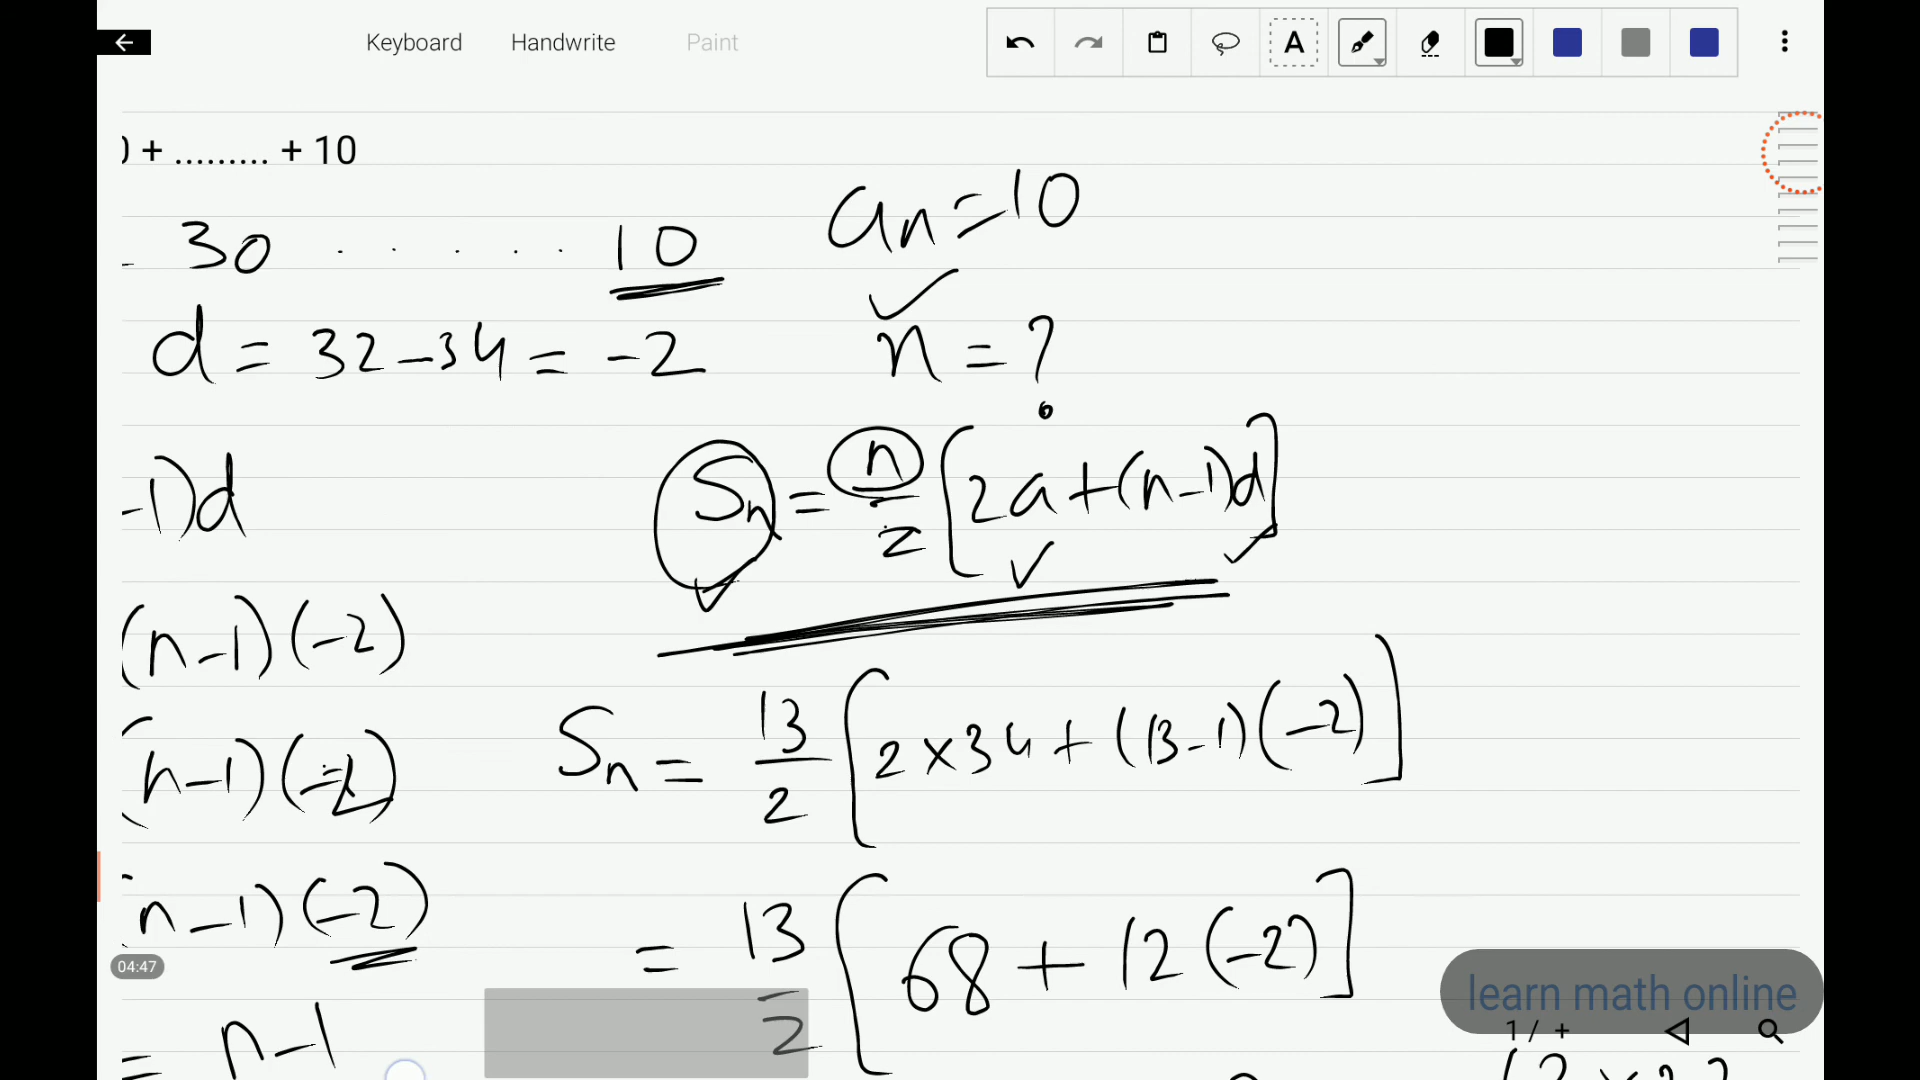 Keyboard Handwrite Paint A
) + ......... + 10
- 30 . . . . . 10
aₙ = 10
d = 32 - 34 = -2
n = ?
-1)d
Sₙ = n/2 [2a + (n-1)d]
(n-1)(-2)
Sₙ = 13/2 [2 × 34 + (13-1)(-2)]
(n-1)(-2)
(n-1)(-2)
= 13/2 [68 + 12(-2)]
04:47
learn math online
1 / +
= n-1